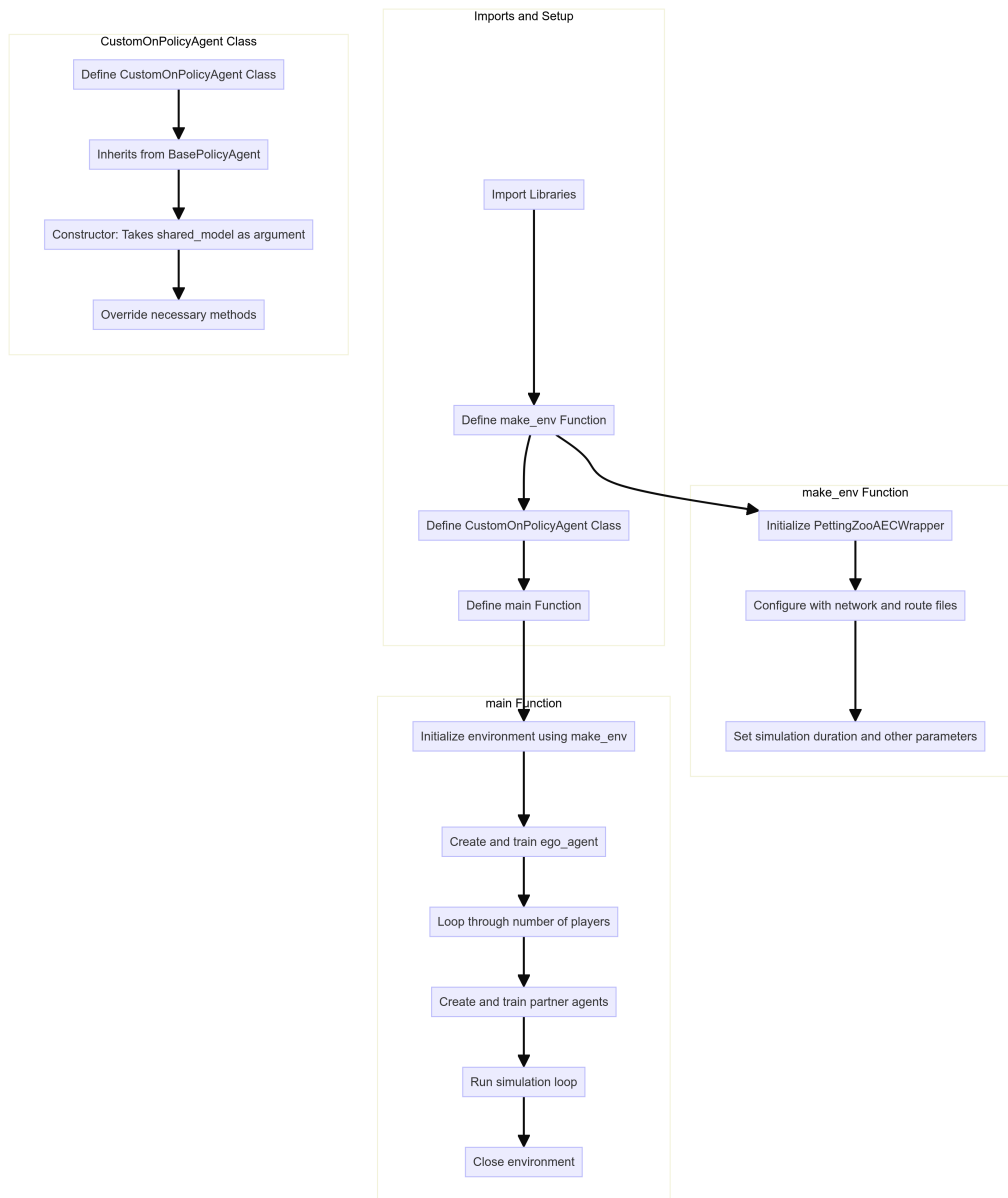 CustomOnPolicyAgent Class
Define CustomOnPolicyAgent Class
Inherits from BasePolicyAgent
Constructor: Takes shared_model as argument
Override necessary methods
Imports and Setup
Import Libraries
Define make_env Function
Define CustomOnPolicyAgent Class
Define main Function
make_env Function
Initialize PettingZooAECWrapper
Configure with network and route files
Set simulation duration and other parameters
main Function
Initialize environment using make_env
Create and train ego_agent
Loop through number of players
Create and train partner agents
Run simulation loop
Close environment